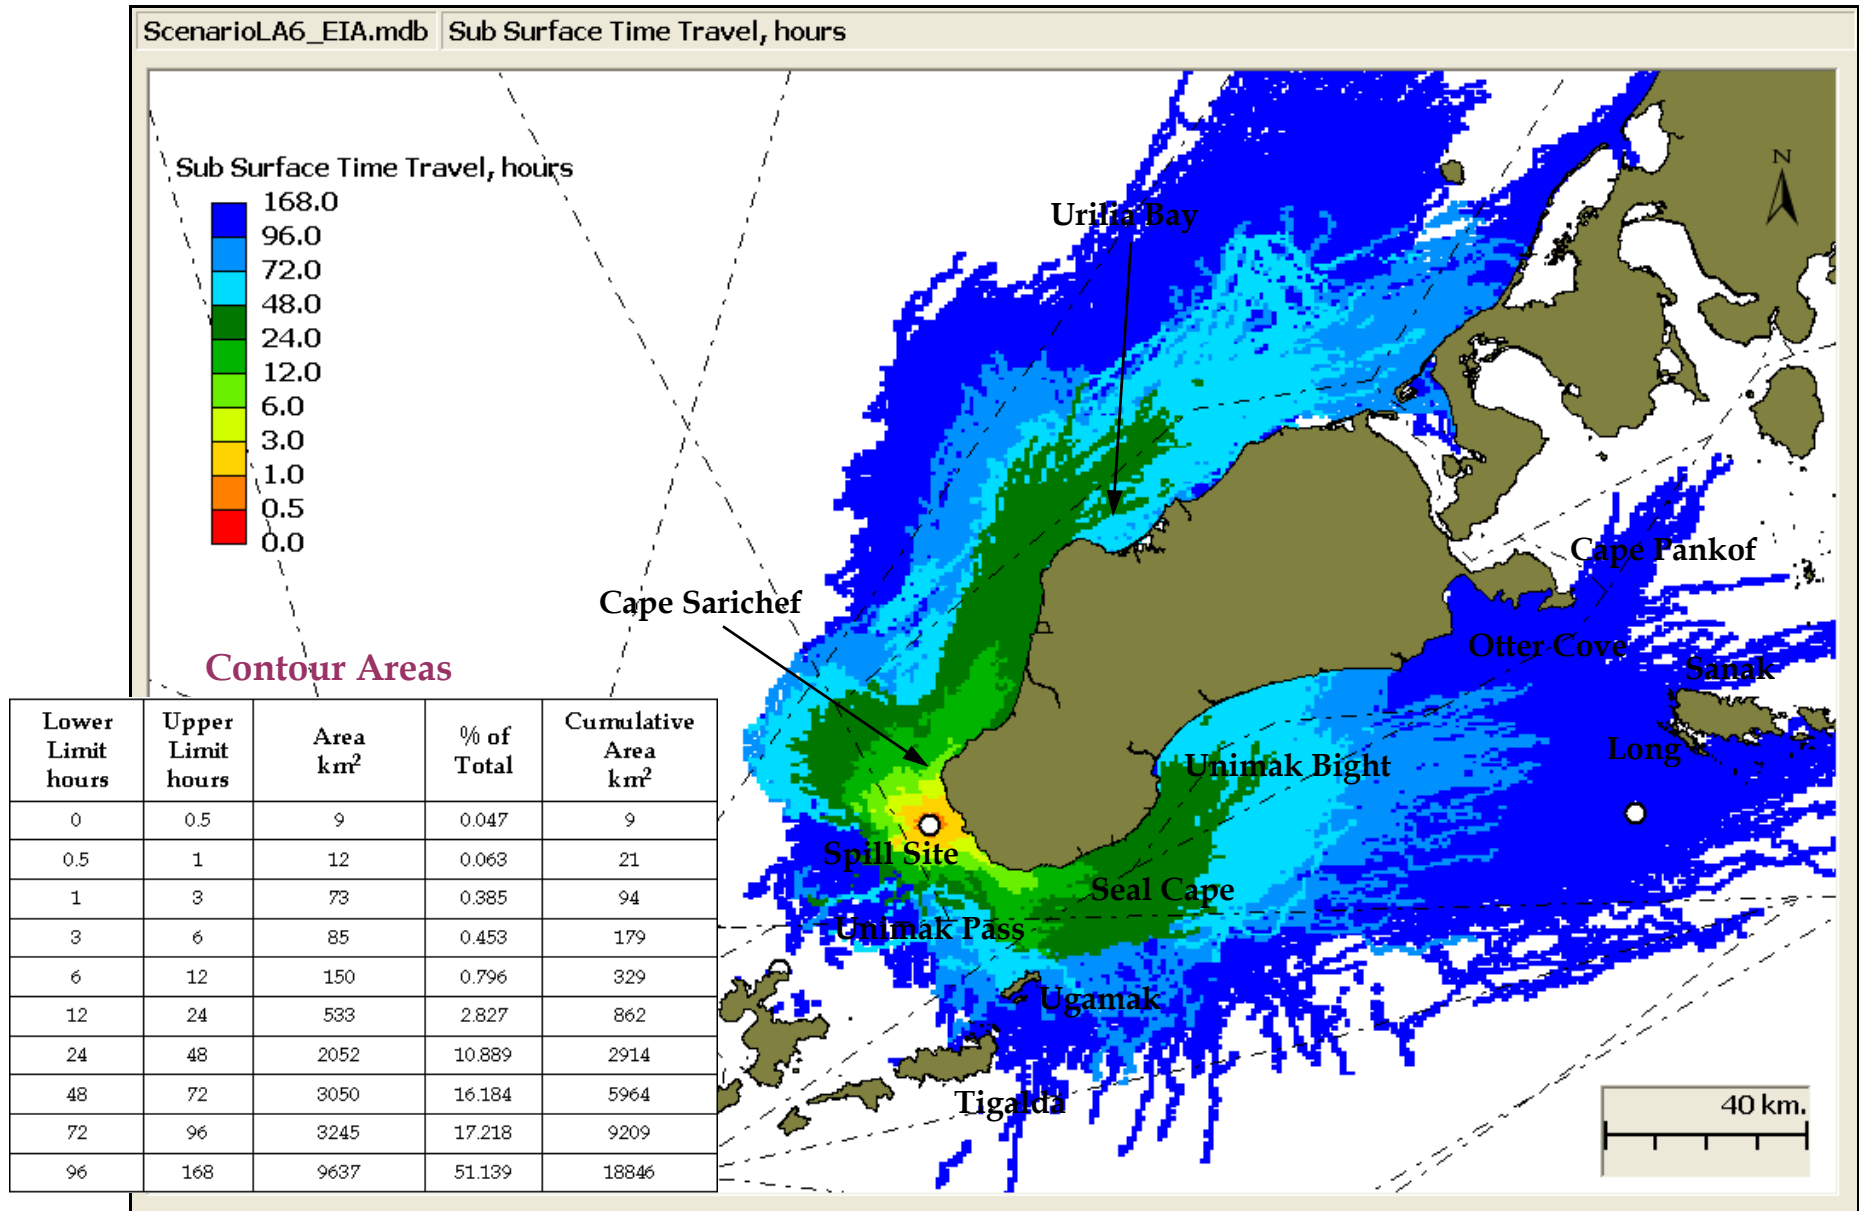 ScenarioLA6_EIA.mdb Sub Surface Time Travel, hours
Sub Surface Time Travel, hours
168.0
96.0
72.0
48.0
24.0
12.0
6.0
3.0
1.0
0.5
0.0
N
Urilia Bay
Cape Sarichef
Cape Pankof
Otter Cove
Sanak
Long
Unimak Bight
Spill Site
Seal Cape
Unimak Pass
Ugamak
Tigalda
40 km.
Contour Areas
Lower Limit hours Upper Limit hours Area km² % of Total Cumulative Area km²
0 0.5 9 0.047 9
0.5 1 12 0.063 21
1 3 73 0.385 94
3 6 85 0.453 179
6 12 150 0.796 329
12 24 533 2.827 862
24 48 2052 10.889 2914
48 72 3050 16.184 5964
72 96 3245 17.218 9209
96 168 9637 51.139 18846